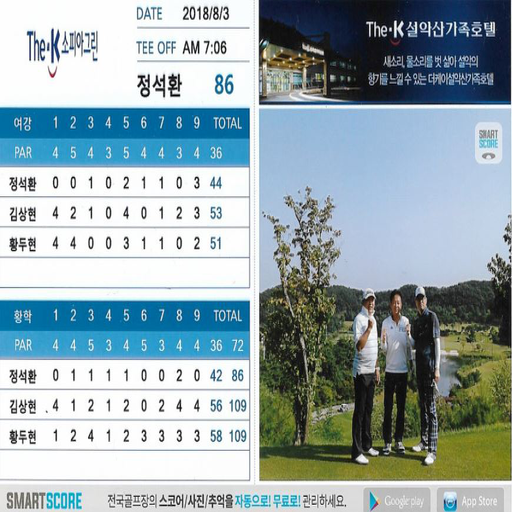 The·K 소피아그린
DATE 2018/8/3
TEE OFF AM 7:06
정석환 86
The·K설악산가족호텔
새소리, 물소리를 벗 삼아 설악의
향기를 느낄 수 있는 더케이설악산가족호텔
여강 1 2 3 4 5 6 7 8 9 TOTAL
PAR 4 5 4 3 5 4 4 3 4 36
정석환 0 0 1 0 2 1 1 0 3 44
김상현 4 2 1 0 4 0 1 2 3 53
황두현 4 4 0 0 3 1 1 0 2 51
황학 1 2 3 4 5 6 7 8 9 TOTAL
PAR 4 4 5 3 4 5 3 4 4 36 72
정석환 0 1 1 1 1 0 0 2 0 42 86
김상현 4 1 2 1 2 0 2 4 4 56 109
황두현 1 2 4 1 2 3 3 3 3 58 109
SMART SCORE
SMARTSCORE 전국골프장의 스코어/사진/추억을 자동으로! 무료로! 관리하세요. Google play App Store